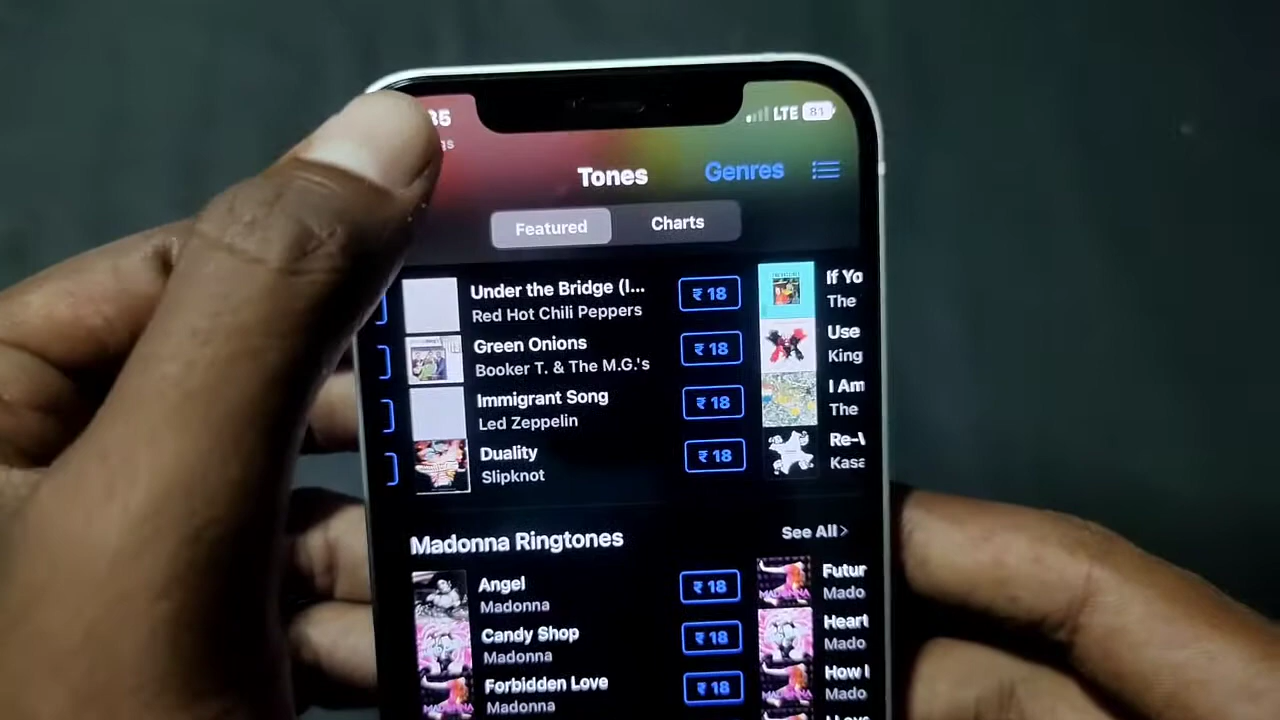 35
gs
LTE 81
Tones
Genres
Featured
Charts
Under the Bridge (I...
Red Hot Chili Peppers
₹ 18
Green Onions
Booker T. & The M.G.'s
₹ 18
Immigrant Song
Led Zeppelin
₹ 18
Duality
Slipknot
₹ 18
If Yo
The
Use
King
I Am
The
Re-
Kasa
Madonna Ringtones
See All >
Angel
Madonna
₹ 18
Candy Shop
Madonna
₹ 18
Forbidden Love
Madonna
₹ 18
Futur
Mado
Heart
Mado
How I
Mado